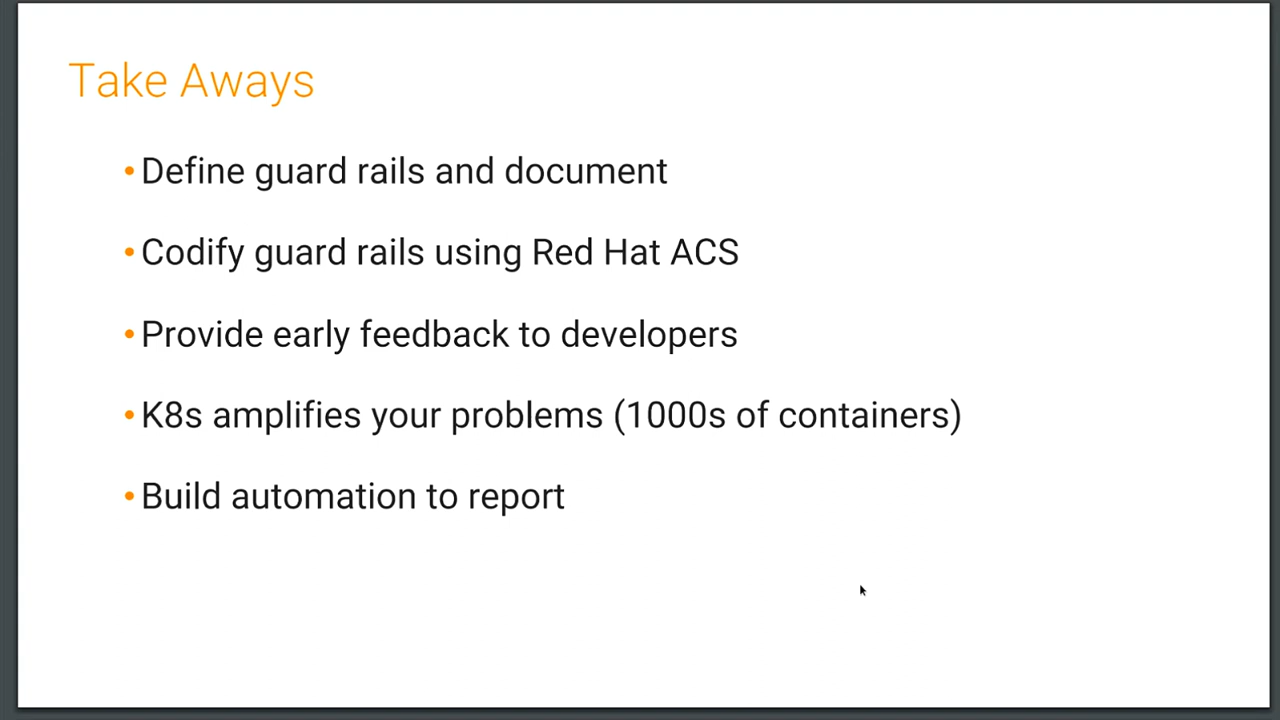 Take Aways
•Define guard rails and document
•Codify guard rails using Red Hat ACS
•Provide early feedback to developers
•K8s amplifies your problems (1000s of containers)
•Build automation to report